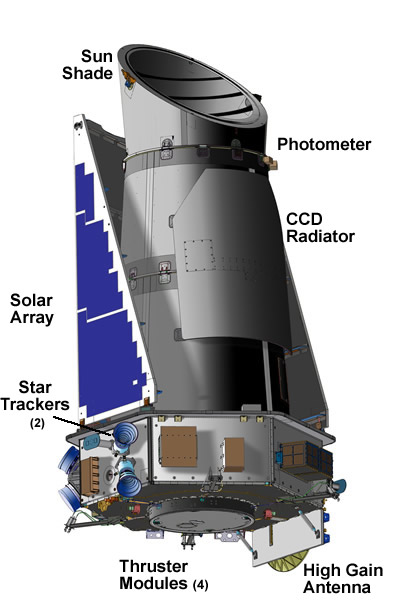 Sun
Shade
Photometer
CCD
Radiator
Solar
Array
Star
Trackers
(2)
Thruster
Modules (4)
High Gain
Antenna